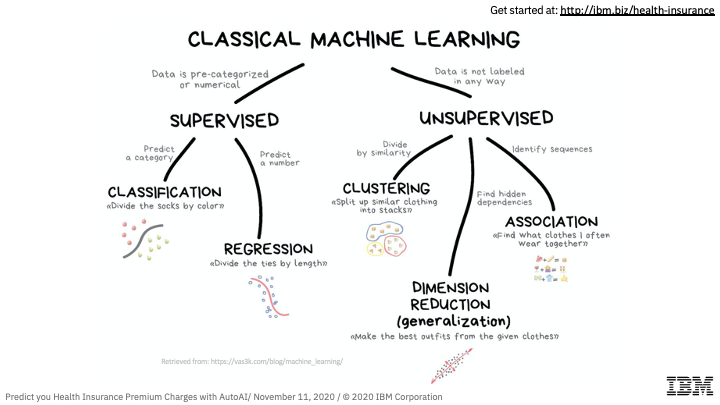 Get started at: http://ibm.biz/health-insurance
CLASSICAL MACHINE LEARNING
Data is pre-categorized
or numerical
Data is not labeled
in any way
SUPERVISED
UNSUPERVISED
Predict
a category
Predict
a number
Divide
by similarity
Identify sequences
Find hidden
dependencies
CLASSIFICATION
«Divide the socks by color»
REGRESSION
«Divide the ties by length»
CLUSTERING
«Split up similar clothing
into stacks»
ASSOCIATION
«Find what clothes I often
wear together»
DIMENSION
REDUCTION
(generalization)
«Make the best outfits from the given clothes»
Retrieved from: https://vas3k.com/blog/machine_learning/
Predict you Health Insurance Premium Charges with AutoAI/ November 11, 2020 / © 2020 IBM Corporation
IBM